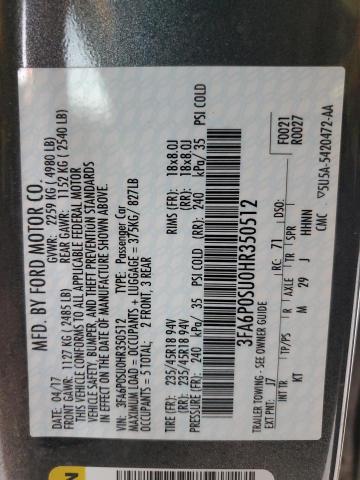 MFD. BY FORD MOTOR CO.
DATE: 04/17 GVWR: 2259 KG ( 4980 LB)
FRONT GAWR: 1127 KG ( 2485 LB) REAR GAWR: 1152 KG ( 2540 LB)
THIS VEHICLE CONFORMS TO ALL APPLICABLE FEDERAL MOTOR
VEHICLE SAFETY, BUMPER, AND THEFT PREVENTION STANDARDS
IN EFFECT ON THE DATE OF MANUFACTURE SHOWN ABOVE.
VIN: 3FA6P0SU0HR350512 TYPE: Passenger Car
MAXIMUM LOAD = OCCUPANTS + LUGGAGE = 375KG/ 827LB
OCCUPANTS = 5 TOTAL; 2 FRONT, 3 REAR
TIRE (FR): 235/45R18 94V RIMS (FR): 18x8.0J
TIRE (RR): 235/45R18 94V (RR): 18x8.0J
PRESSURE (FR): 240 kPa/ 35 PSI COLD (RR): 240 kPa/ 35 PSI COLD
3FA6P0SU0HR350512
F0021
R0027
TRAILER TOWING - SEE OWNER GUIDE
EXT PNT: J7 RC: 71
INT TR TP/PS R AXLE TR SPR
KT M 29 J HHNN
CMC ▽5U5A-5420472-AA
N